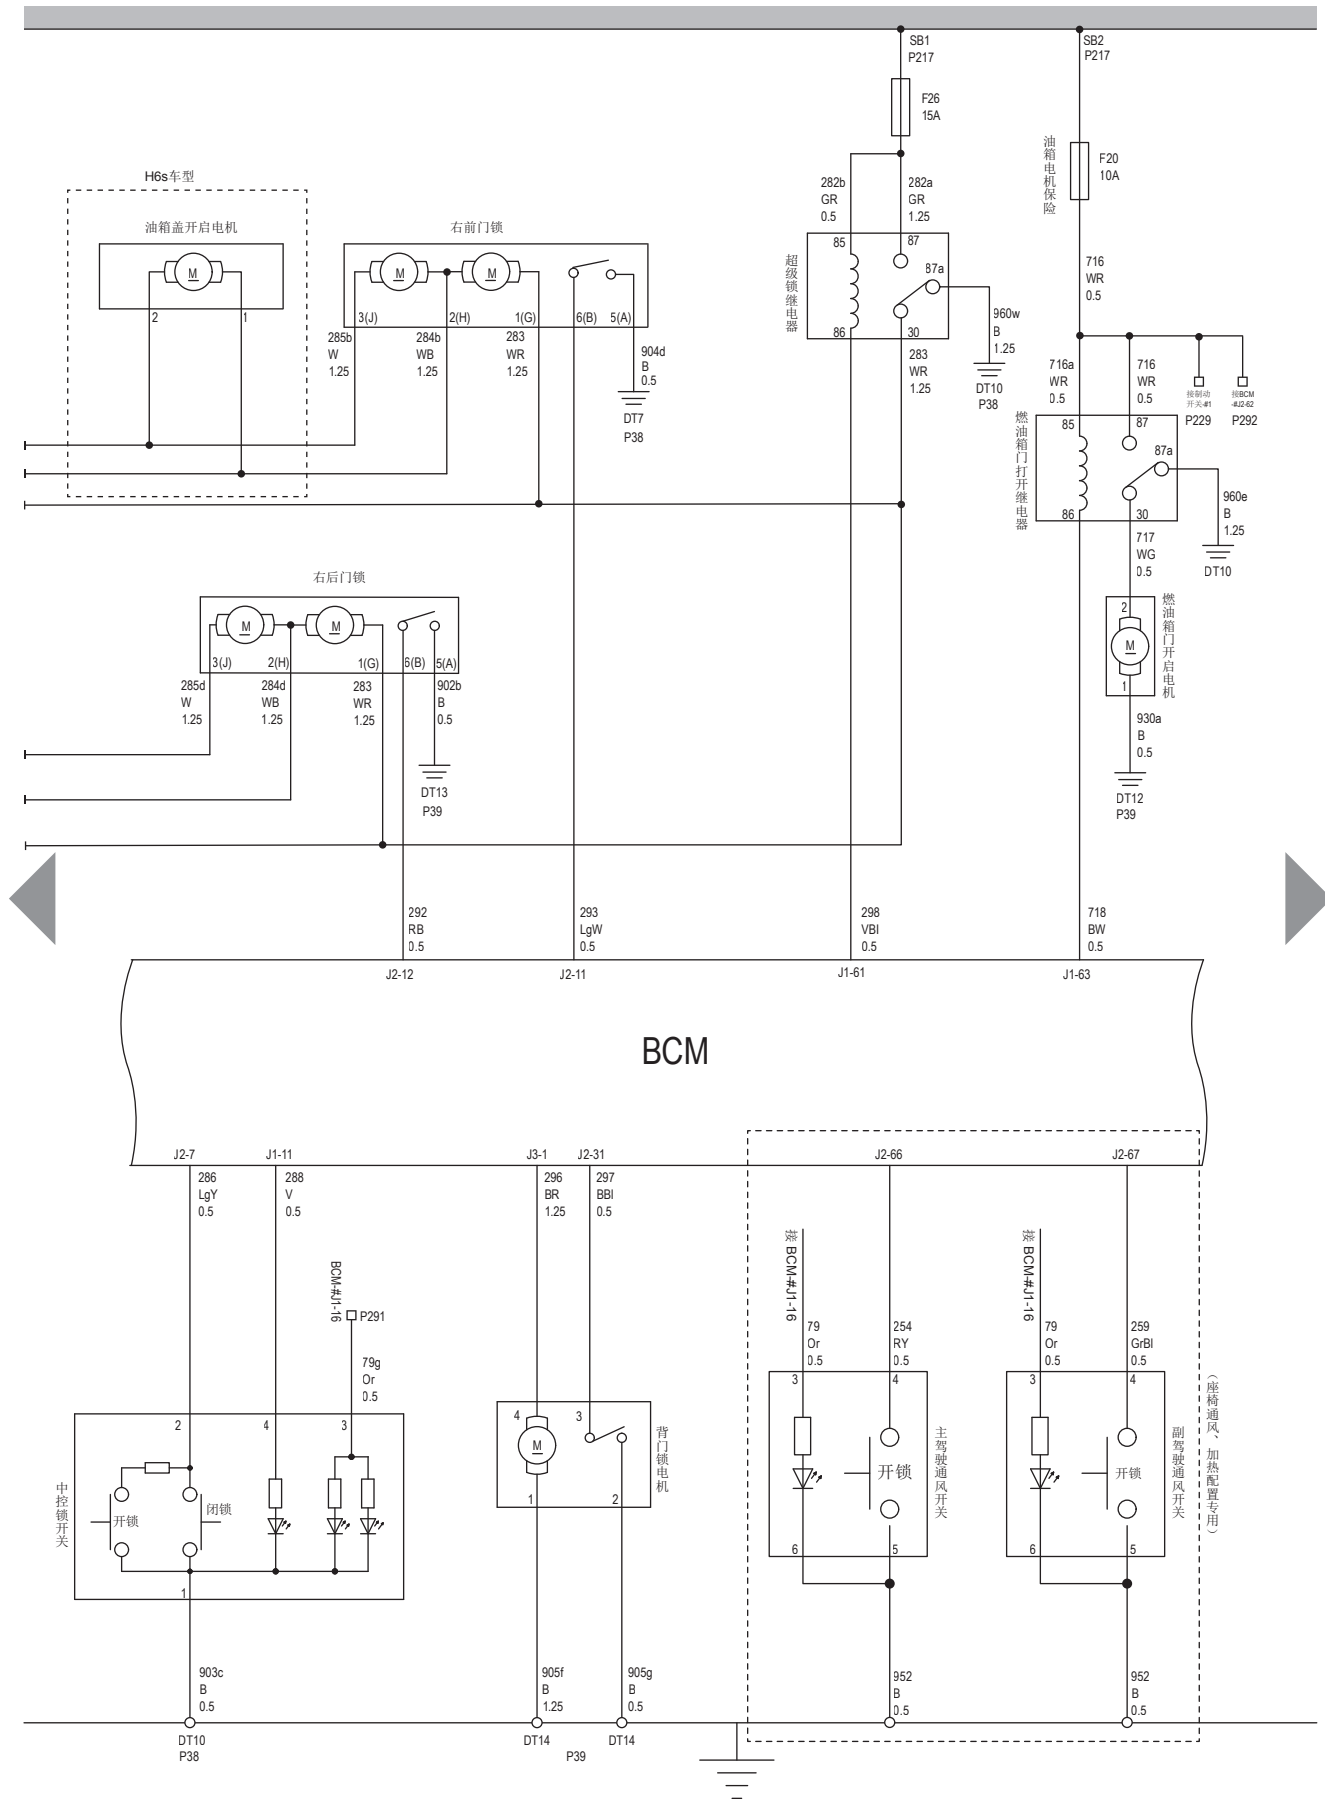 SB1
P217
SB2
P217
F26
15A
油箱电机保险
F20
10A
H6s车型
油箱盖开启电机
M
2
1
右前门锁
M
M
3(J)
2(H)
1(G)
6(B)
5(A)
285b
W
1.25
284b
WB
1.25
283
WR
1.25
904d
B
0.5
DT7
P38
282b
GR
0.5
282a
GR
1.25
超级锁继电器
85
87
87a
86
30
960w
B
1.25
DT10
P38
283
WR
1.25
716
WR
0.5
716a
WR
0.5
716
WR
0.5
接制动
开关-#1
P229
接BCM
-#J2-62
P292
燃油箱门打开继电器
85
87
87a
86
30
960e
B
1.25
DT10
717
WG
0.5
燃油箱门开启电机
2
M
1
930a
B
0.5
DT12
P39
右后门锁
M
M
3(J)
2(H)
1(G)
6(B)
5(A)
285d
W
1.25
284d
WB
1.25
283
WR
1.25
902b
B
0.5
DT13
P39
292
RB
0.5
293
LgW
0.5
298
VBl
0.5
718
BW
0.5
J2-12
J2-11
J1-61
J1-63
BCM
J2-7
J1-11
J3-1
J2-31
J2-66
J2-67
286
LgY
0.5
288
V
0.5
296
BR
1.25
297
BBl
0.5
BCM-#J1-16
P291
79g
Or
0.5
接 BCM-#J1-16
79
Or
0.5
254
RY
0.5
接 BCM-#J1-16
79
Or
0.5
259
GrBl
0.5
中控锁开关
2
4
3
开锁
闭锁
1
背门锁电机
4
3
M
1
2
主驾驶通风开关
3
4
开锁
6
5
副驾驶通风开关
3
4
开锁
6
5
（座椅通风、加热配置专用）
903c
B
0.5
905f
B
1.25
905g
B
0.5
952
B
0.5
952
B
0.5
DT10
P38
DT14
P39
DT14